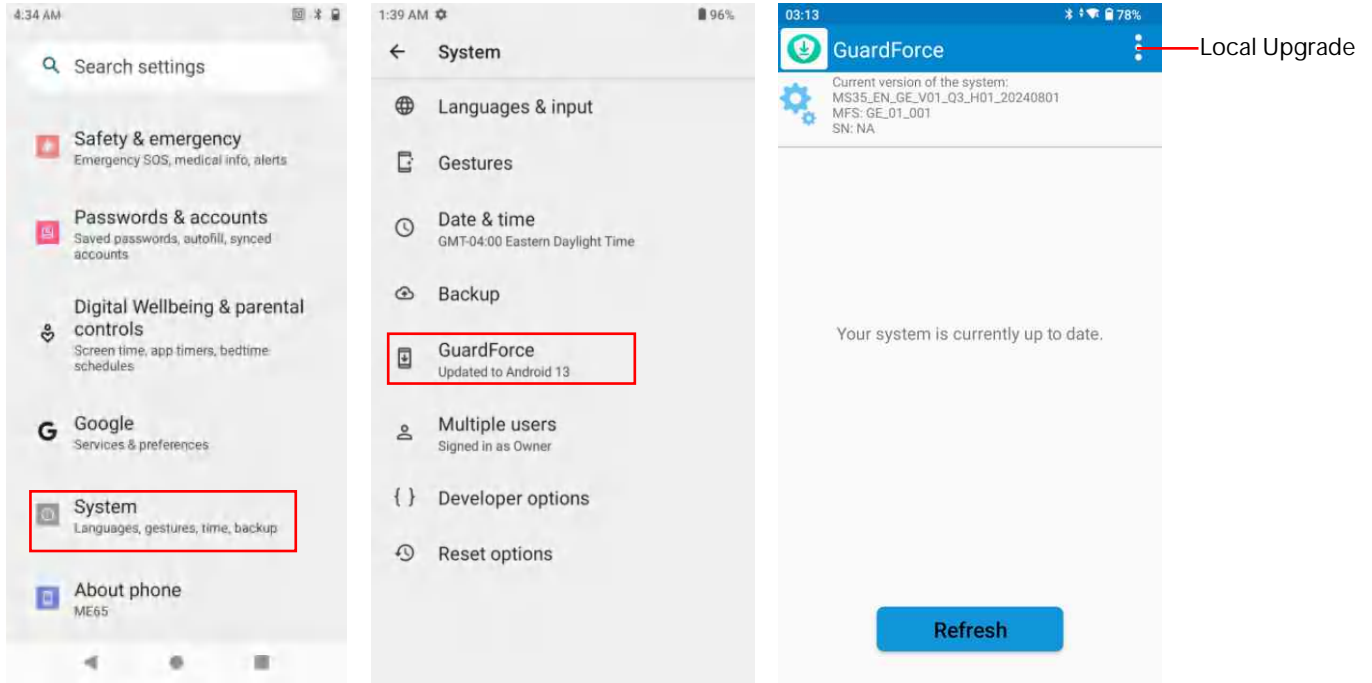 4:34 AM
Search settings
Safety & emergency
Emergency SOS, medical info, alerts
Passwords & accounts
Saved passwords, autofill, synced
accounts
Digital Wellbeing & parental
controls
Screen time, app timers, bedtime
schedules
Google
Services & preferences
System
Languages, gestures, time, backup
About phone
ME65
1:39 AM
96%
System
Languages & input
Gestures
Date & time
GMT-04:00 Eastern Daylight Time
Backup
GuardForce
Updated to Android 13
Multiple users
Signed in as Owner
{ } Developer options
Reset options
03:13
78%
GuardForce
Local Upgrade
Current version of the system:
MS35_EN_GE_V01_Q3_H01_20240801
MFS: GE_01_001
SN: NA
Your system is currently up to date.
Refresh